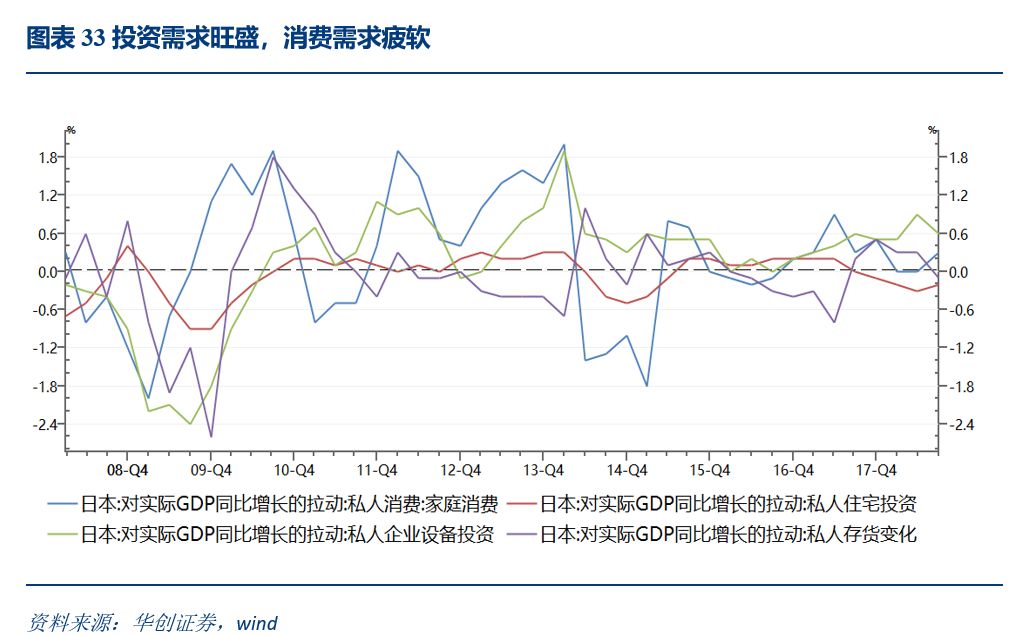 图表 33 投资需求旺盛，消费需求疲软
% %
1.8 1.8
1.2 1.2
0.6 0.6
0.0 0.0
-0.6 -0.6
-1.2 -1.2
-1.8 -1.8
-2.4 -2.4
08-Q4 09-Q4 10-Q4 11-Q4 12-Q4 13-Q4 14-Q4 15-Q4 16-Q4 17-Q4
日本:对实际GDP同比增长的拉动:私人消费:家庭消费 日本:对实际GDP同比增长的拉动:私人住宅投资
日本:对实际GDP同比增长的拉动:私人企业设备投资 日本:对实际GDP同比增长的拉动:私人存货变化
资料来源：华创证券，wind